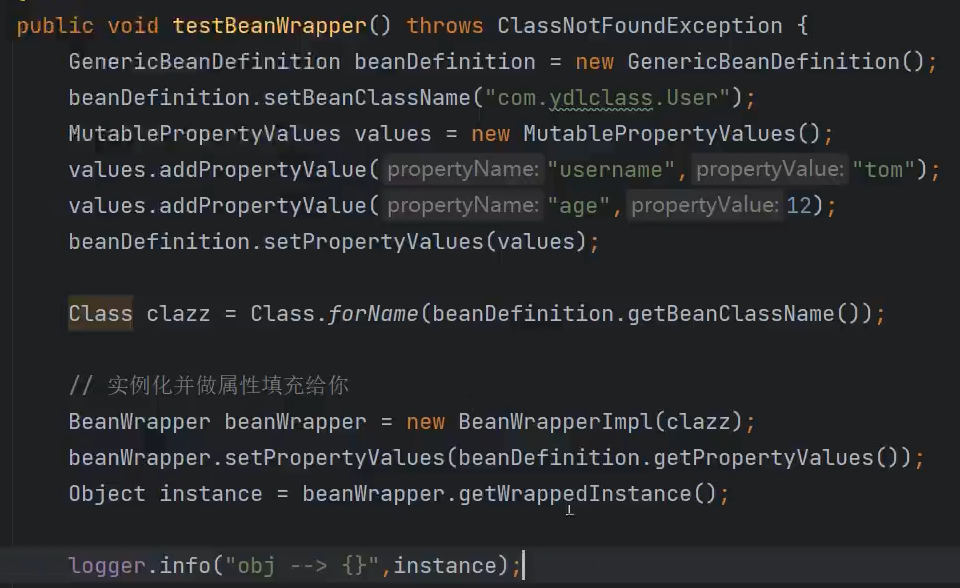 public void testBeanWrapper() throws ClassNotFoundException {
GenericBeanDefinition beanDefinition = new GenericBeanDefinition();
beanDefinition.setBeanClassName("com.ydlclass.User");
MutablePropertyValues values = new MutablePropertyValues();
values.addPropertyValue( propertyName: "username", propertyValue: "tom");
values.addPropertyValue( propertyName: "age", propertyValue: 12);
beanDefinition.setPropertyValues(values);
Class clazz = Class.forName(beanDefinition.getBeanClassName());
// 实例化并做属性填充给你
BeanWrapper beanWrapper = new BeanWrapperImpl(clazz);
beanWrapper.setPropertyValues(beanDefinition.getPropertyValues());
Object instance = beanWrapper.getWrappedInstance();
logger.info("obj --> {}",instance);